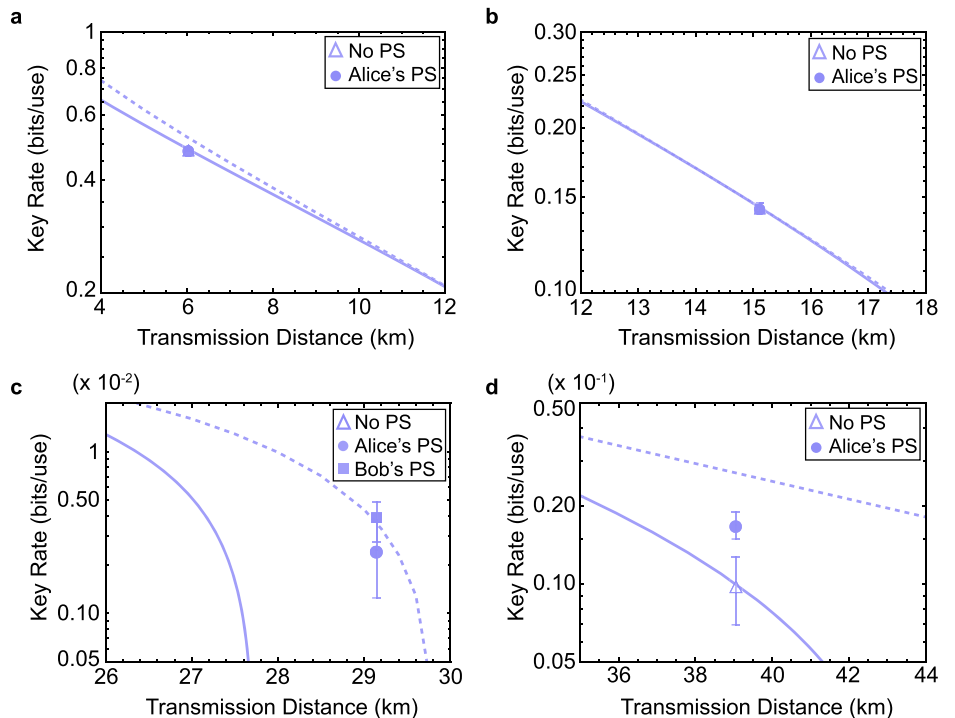 a
1
0.8
0.6
0.4
0.2
Key Rate (bits/use)
No PS
Alice's PS
4 6 8 10 12
Transmission Distance (km)
b
0.30
0.25
0.20
0.15
0.10
Key Rate (bits/use)
No PS
Alice's PS
12 13 14 15 16 17 18
Transmission Distance (km)
c
(x 10⁻²)
1
0.50
0.10
0.05
Key Rate (bits/use)
No PS
Alice's PS
Bob's PS
26 27 28 29 30
Transmission Distance (km)
d
(x 10⁻¹)
0.50
0.20
0.10
0.05
Key Rate (bits/use)
No PS
Alice's PS
36 38 40 42 44
Transmission Distance (km)